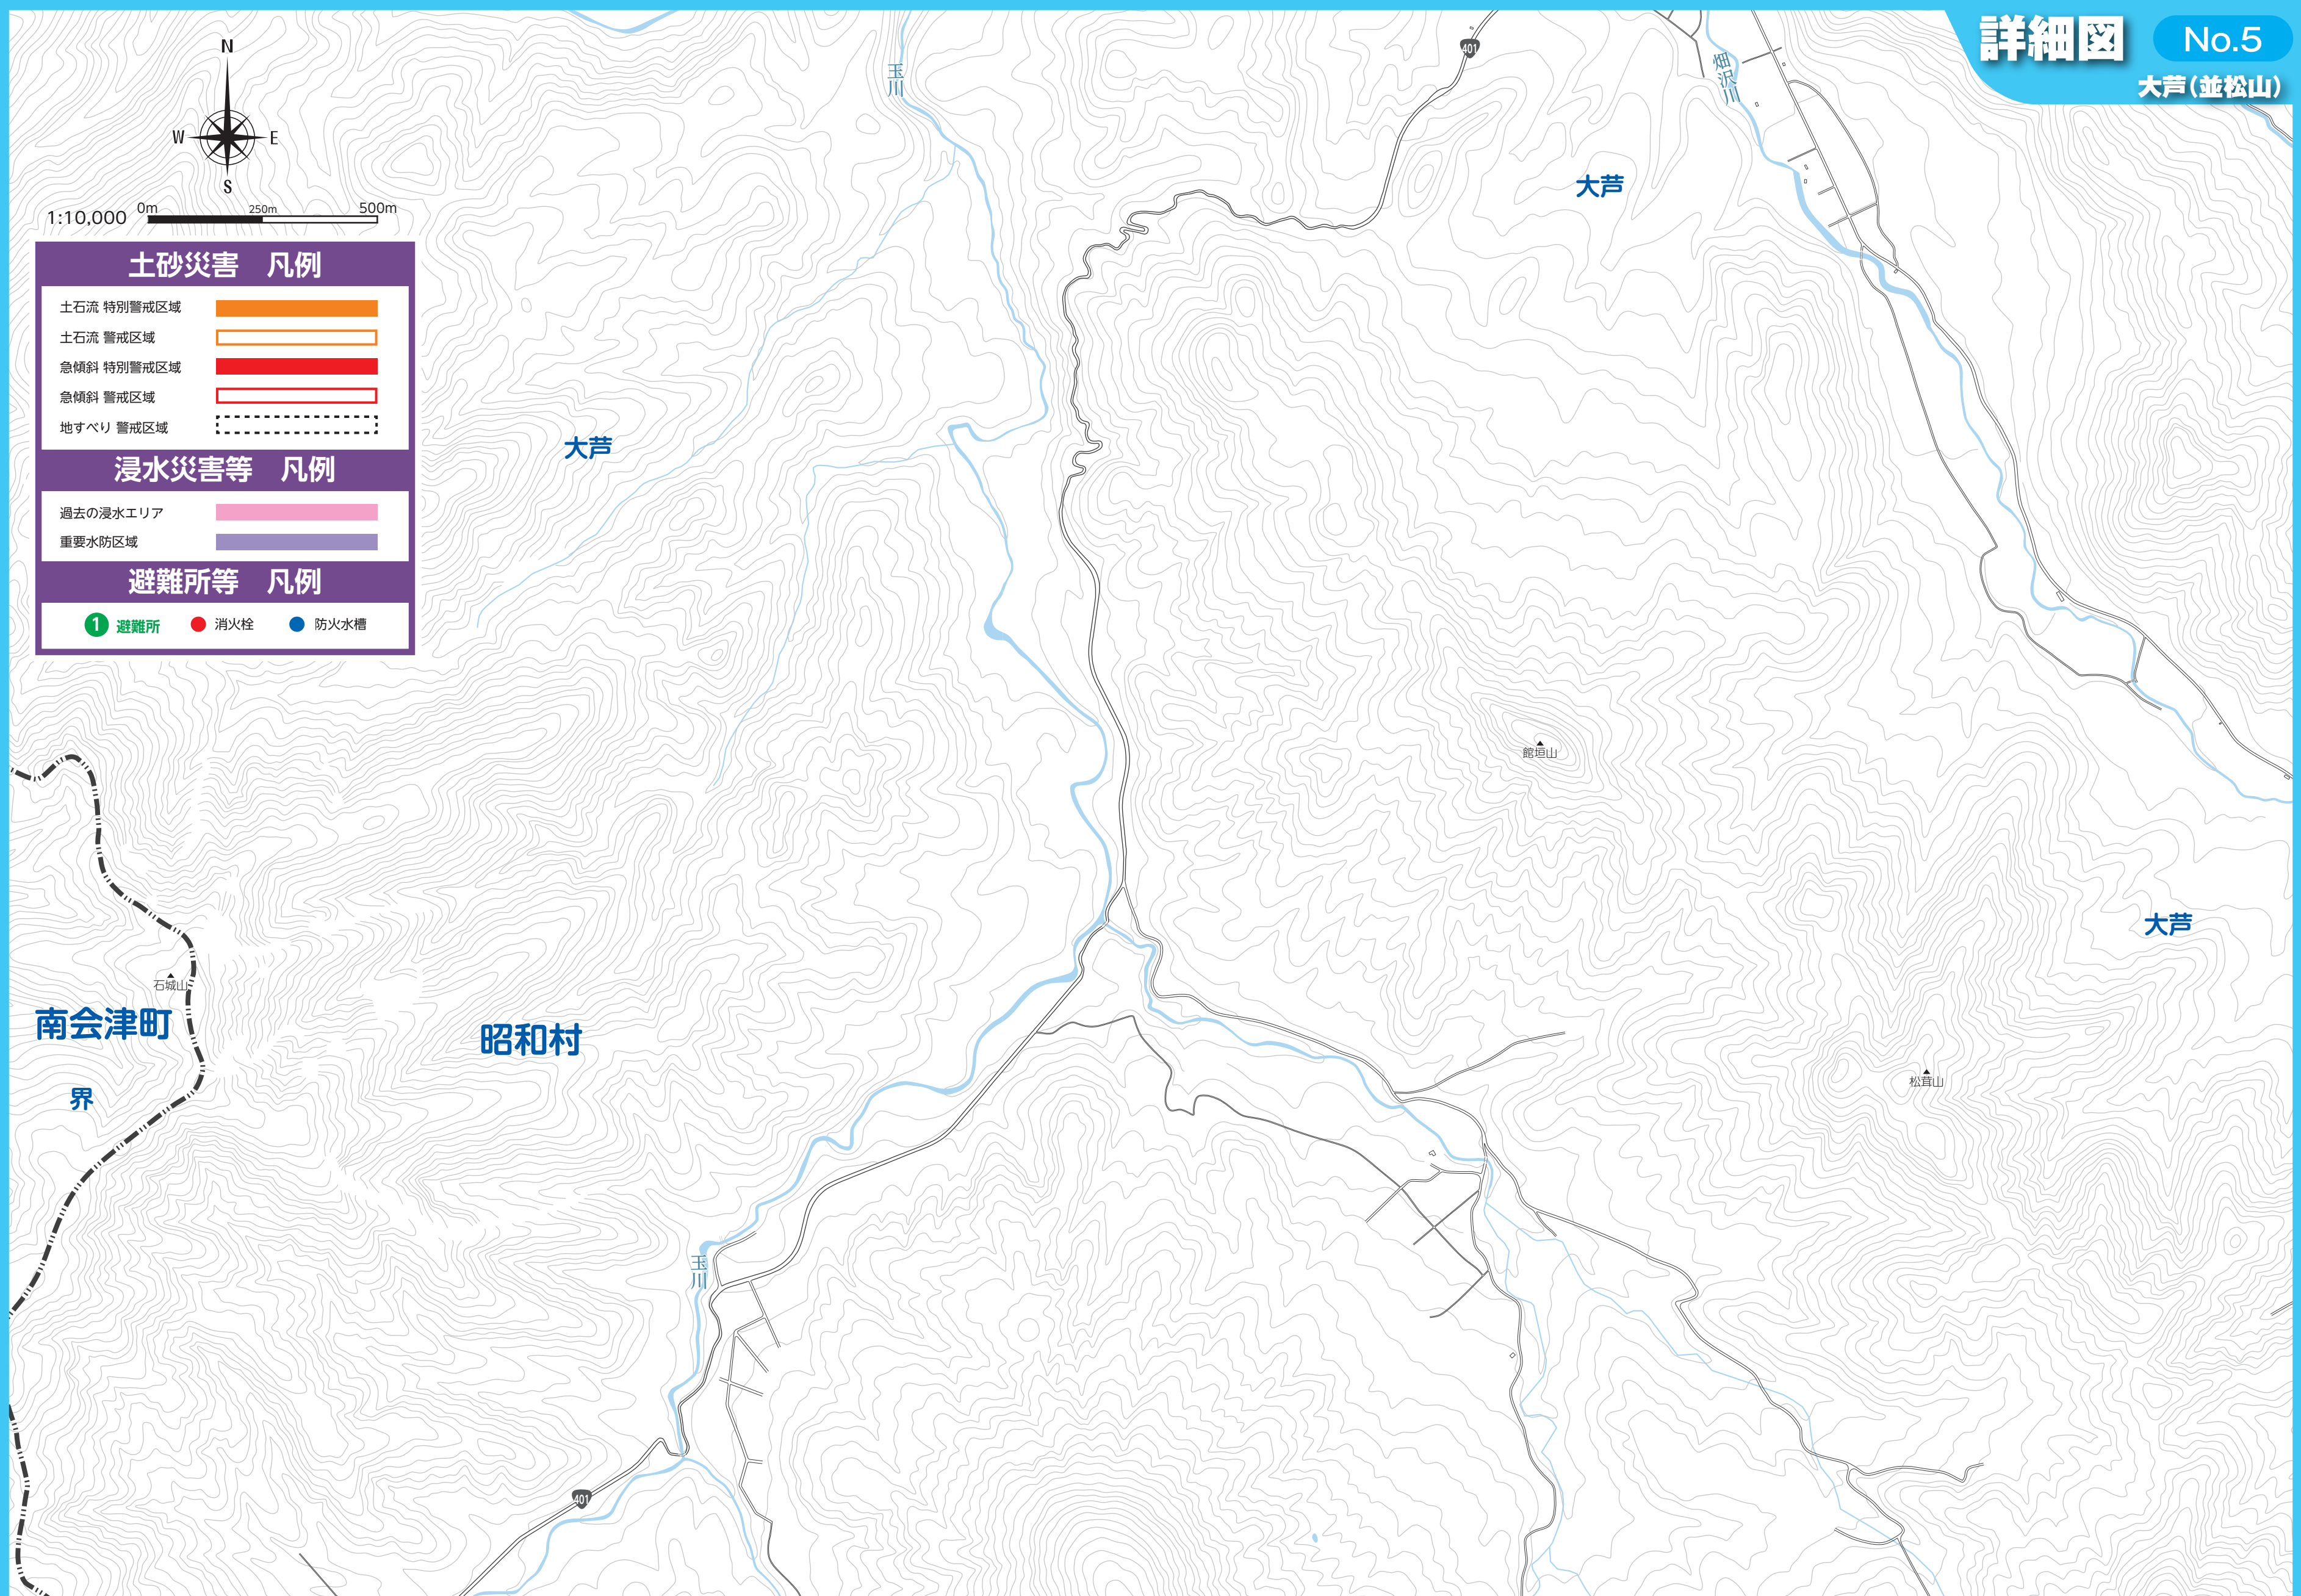 詳細図 No.5
大芦(並松山)
N
W
E
S
1:10,000
0m 250m 500m
土砂災害 凡例
土石流 特別警戒区域
土石流 警戒区域
急傾斜 特別警戒区域
急傾斜 警戒区域
地すべり 警戒区域
浸水災害等 凡例
過去の浸水エリア
重要水防区域
避難所等 凡例
1 避難所
消火栓
防火水槽
玉川
401
畑沢川
大芦
大芦
館垣山
大芦
石城山
南会津町
界
昭和村
松茸山
玉川
401